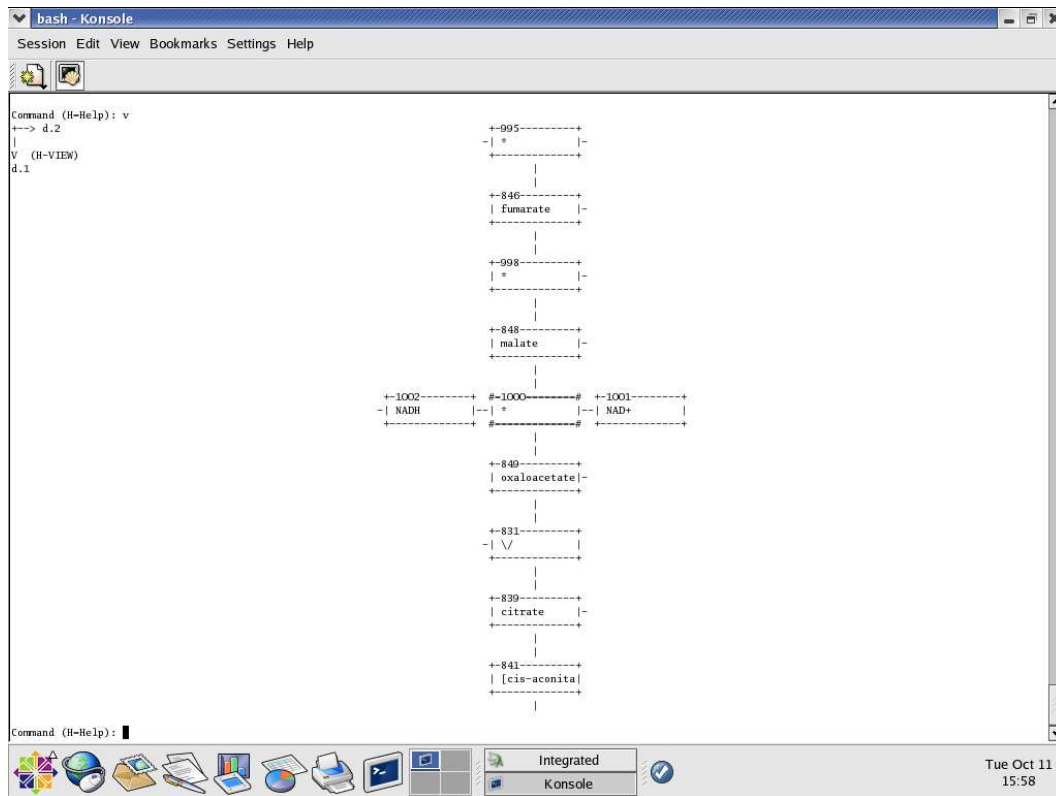 bash - Konsole
Session Edit View Bookmarks Settings Help
Command (H=Help): v
+--> d.2
|
V (H-VIEW)
d.1
+-995---------+
-| * |-
+-------------+
|
|
+-846---------+
| fumarate |-
+-------------+
|
|
+-998---------+
| * |-
+-------------+
|
|
+-848---------+
| malate |-
+-------------+
|
|
+-1002--------+ #=1000========# +-1001--------+
-| NADH |--| * |--| NAD+ |
+-------------+ #=============# +-------------+
|
|
+-849---------+
| oxaloacetate|-
+-------------+
|
|
+-831---------+
-| \/ |
+-------------+
|
|
+-839---------+
| citrate |-
+-------------+
|
|
+-841---------+
| [cis-aconita|
+-------------+
|
Command (H=Help):
Integrated
Konsole
Tue Oct 11
15:58